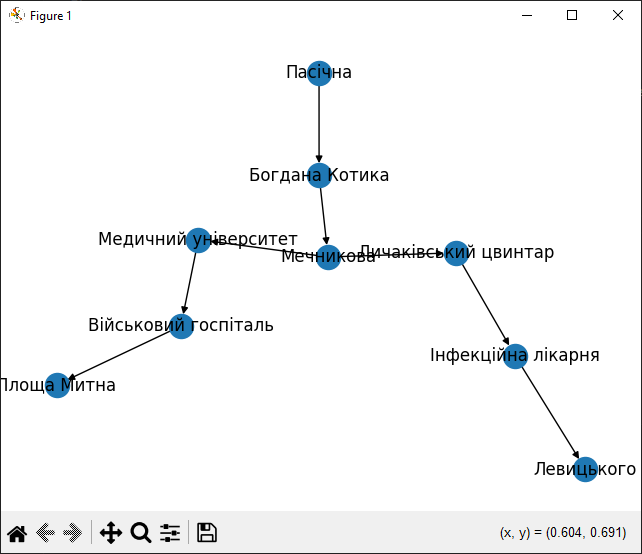 Figure 1
Пасічна
Богдана Котика
Медичний університет
Мечникова
Личаківський цвинтар
Військовий госпіталь
Інфекційна лікарня
Площа Митна
Левицького
(x, y) = (0.604, 0.691)